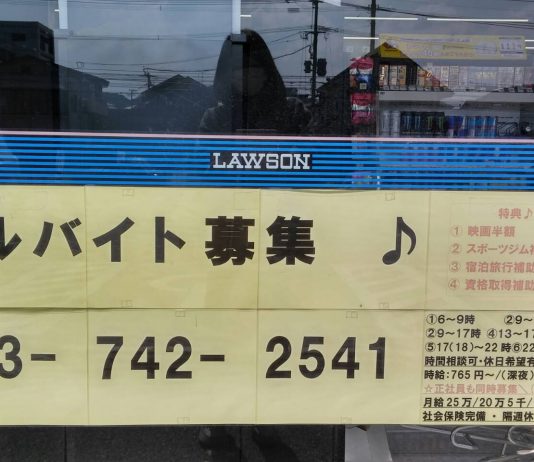 LAWSON
ルバイト募集 ♪
特典♪
① 映画半額
② スポーツジム
③ 宿泊旅行補助
④ 資格取得補助
3-742-2541
①6～9時 ②9～
②9～17時 ④13～17
⑤17(18)～22時⑥22
時間相談可・休日希望
時給:765円～/(深夜)
☆正社員も同時募集
月給25万/20万5千/
社会保険完備・隔週休